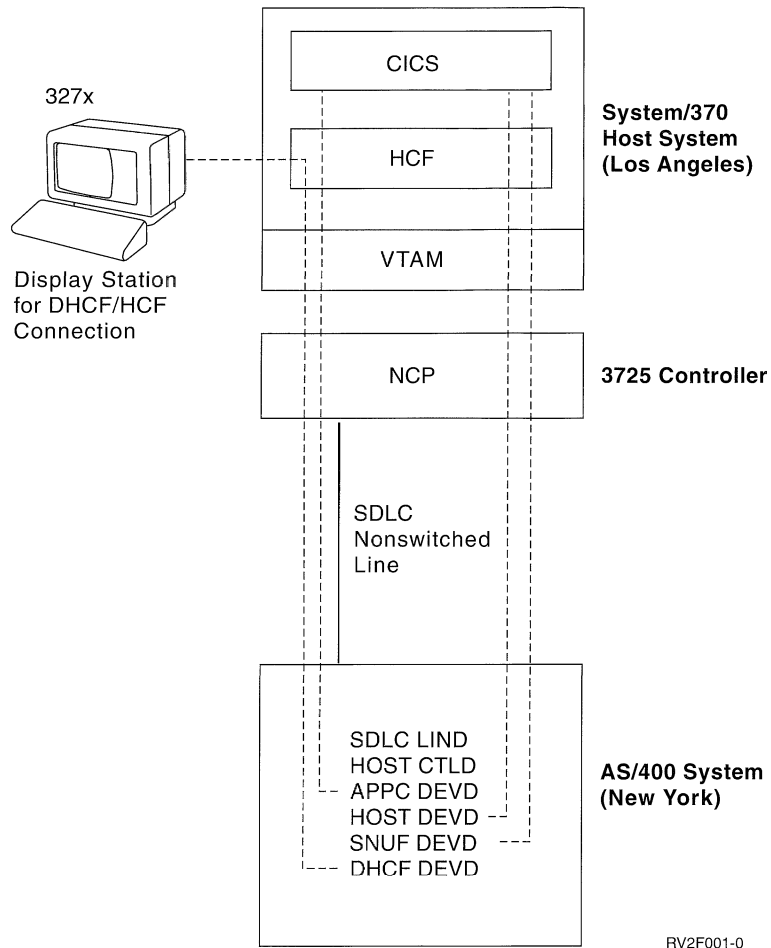 CICS
327x
System/370
Host System
(Los Angeles)
HCF
VTAM
Display Station
for DHCF/HCF
Connection
NCP
3725 Controller
SDLC
Nonswitched
Line
SDLC LIND
HOST CTLD
APPC DEVD
HOST DEVD
SNUF DEVD
DHCF DEVD
AS/400 System
(New York)
RV2F001-0